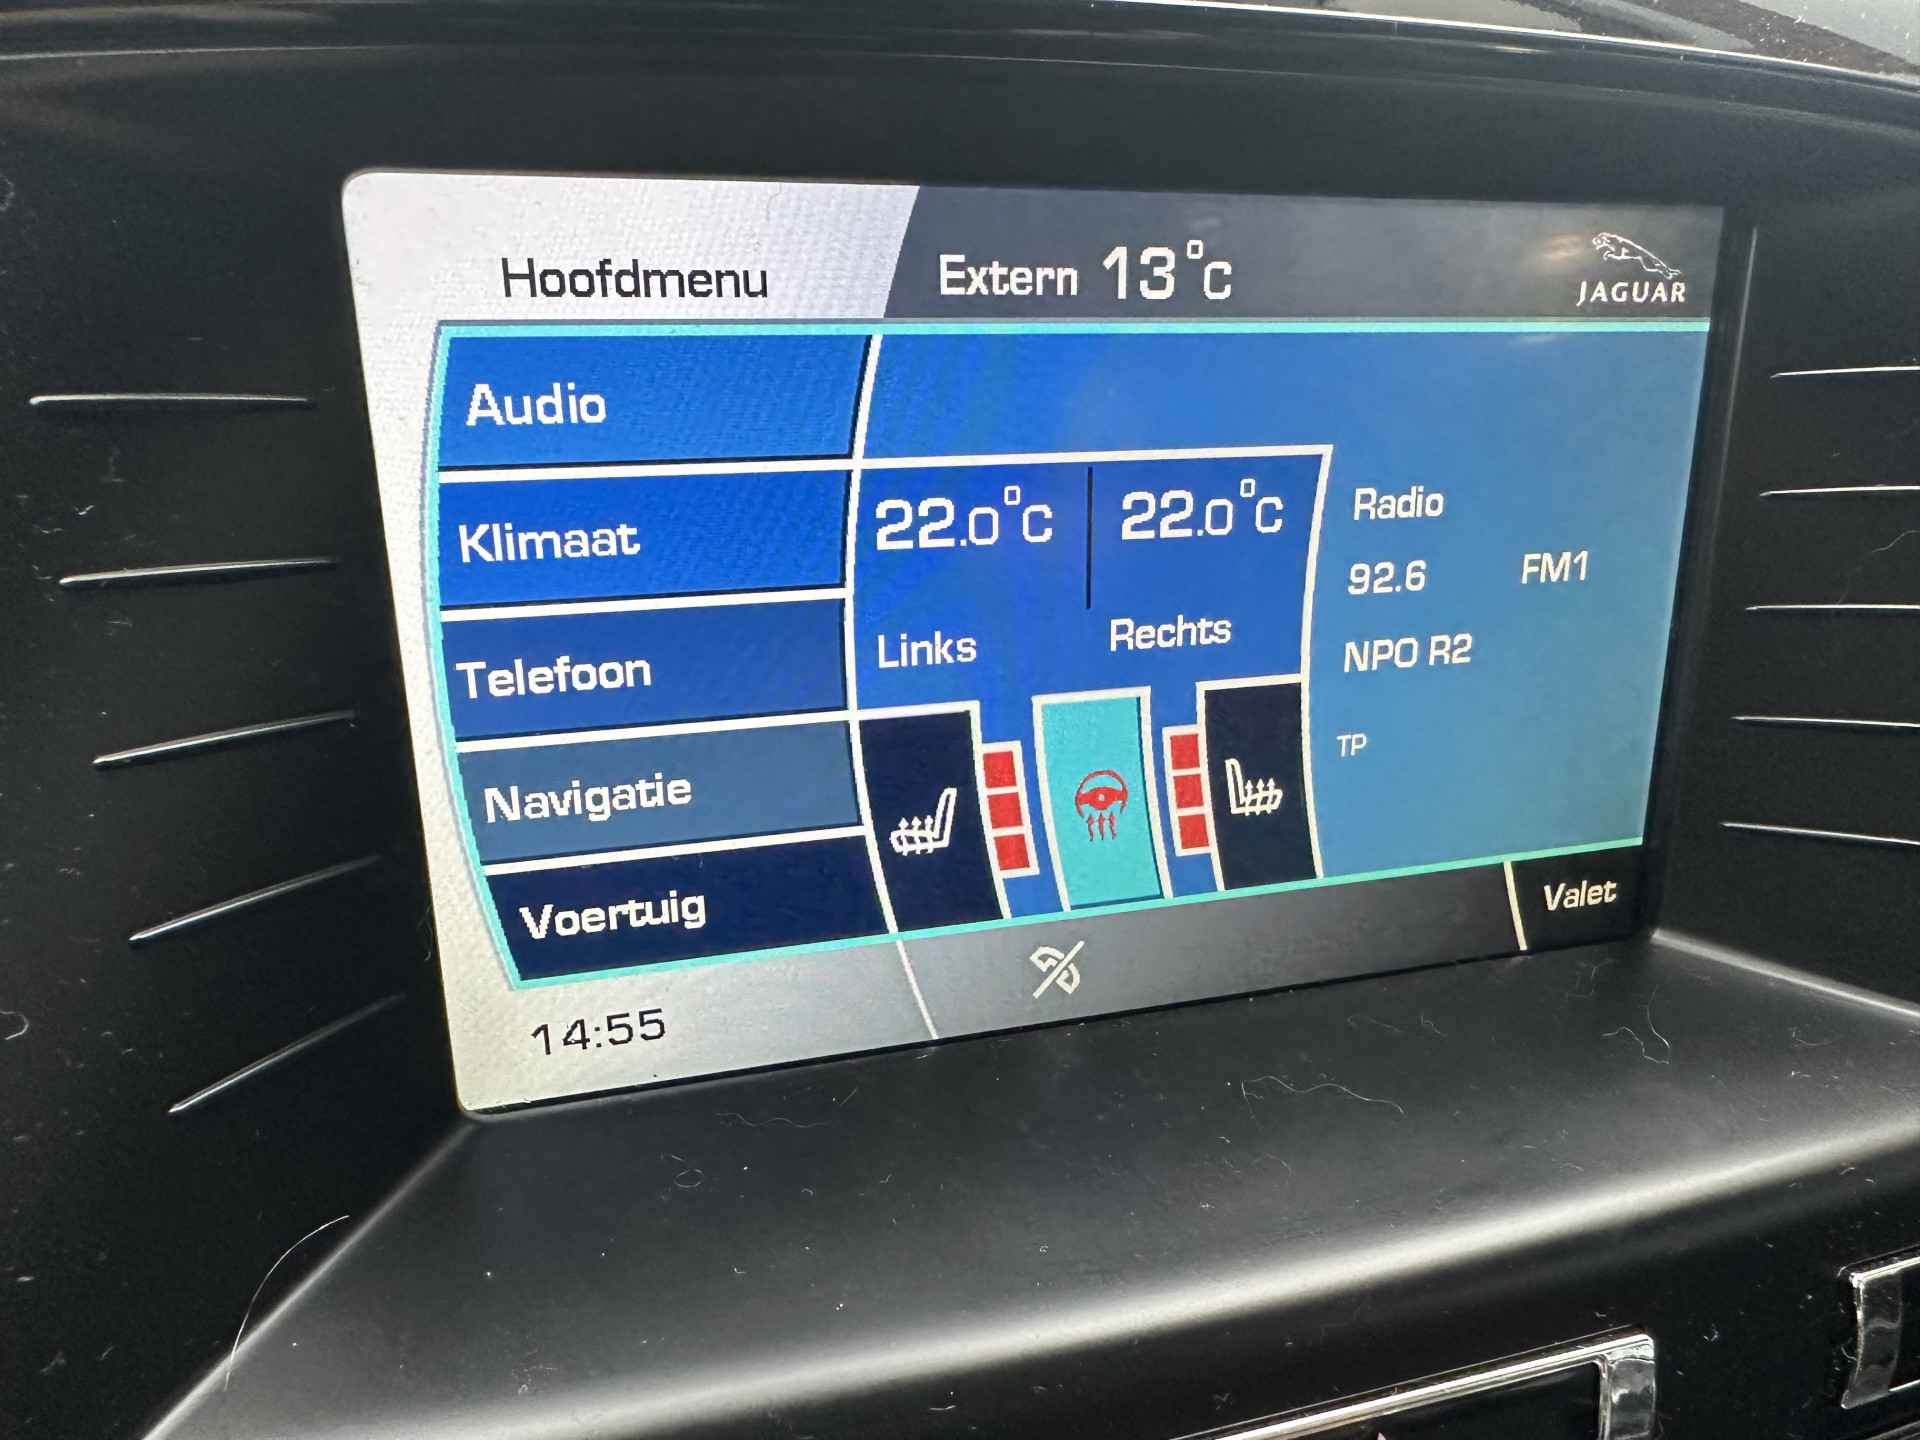 Hoofdmenu
Extern 13°C
JAGUAR
Audio
Klimaat
Telefoon
Navigatie
Voertuig
22.0°C
22.0°C
Links
Rechts
Radio
92.6 FM1
NPO R2
TP
Valet
14:55